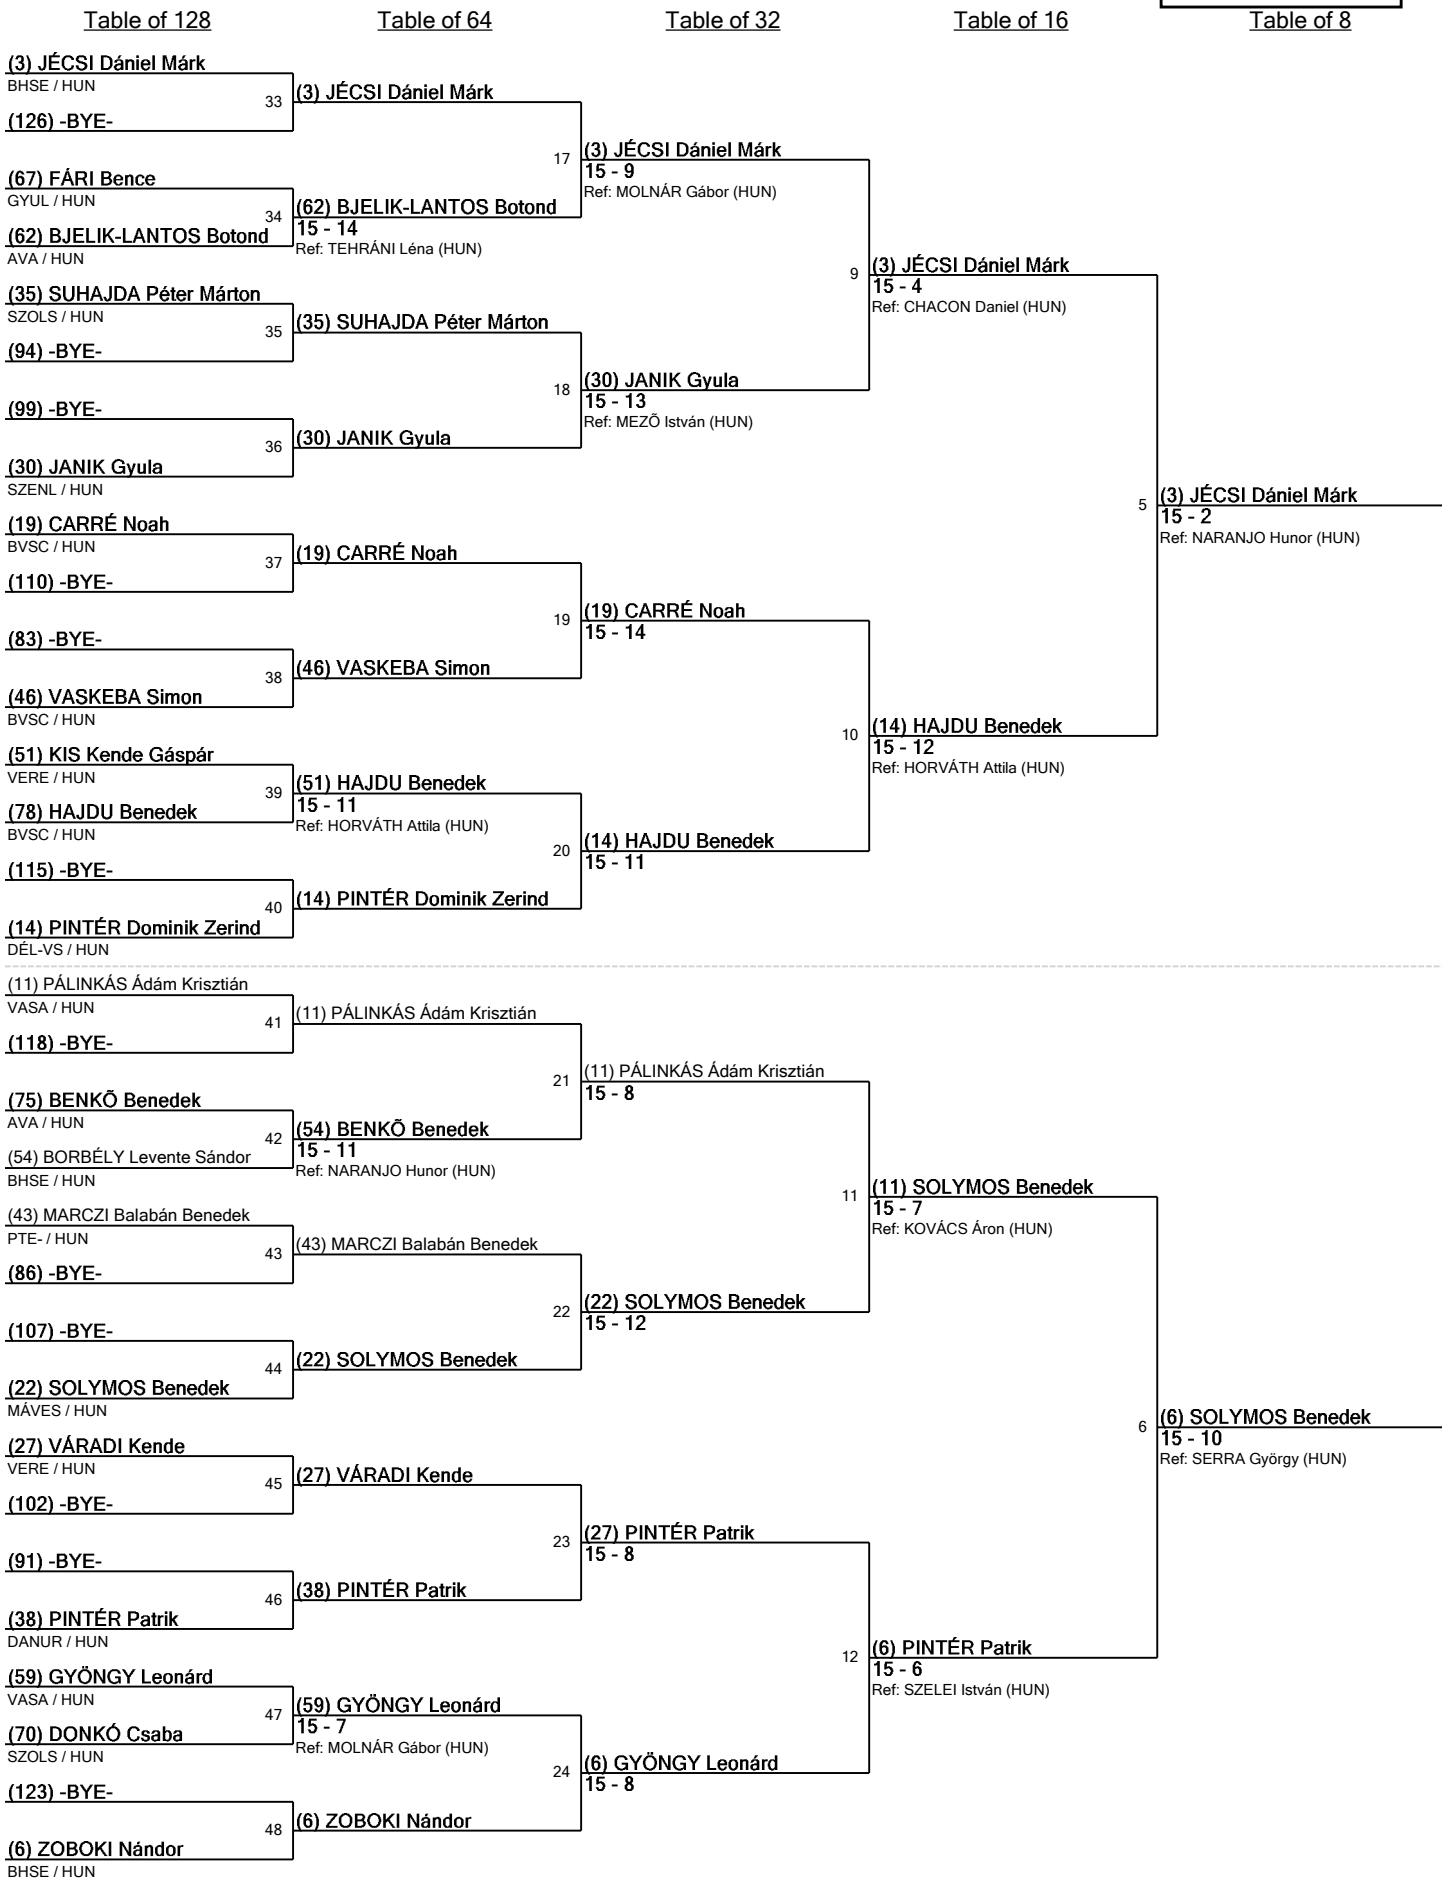 Table of 128
Table of 64
Table of 32
Table of 16
Table of 8
(3) JÉCSI Dániel Márk
BHSE / HUN
33
(126) -BYE-
(67) FÁRI Bence
GYUL / HUN
34
(62) BJELIK-LANTOS Botond
AVA / HUN
(35) SUHAJDA Péter Márton
SZOLS / HUN
35
(94) -BYE-
(99) -BYE-
36
(30) JANIK Gyula
SZENL / HUN
(19) CARRÉ Noah
BVSC / HUN
37
(110) -BYE-
(83) -BYE-
38
(46) VASKEBA Simon
BVSC / HUN
(51) KIS Kende Gáspár
VERE / HUN
39
(78) HAJDU Benedek
BVSC / HUN
(115) -BYE-
40
(14) PINTÉR Dominik Zerind
DÉL-VS / HUN
(11) PÁLINKÁS Ádám Krisztián
VASA / HUN
41
(118) -BYE-
(75) BENKÕ Benedek
AVA / HUN
42
(54) BORBÉLY Levente Sándor
BHSE / HUN
(43) MARCZI Balabán Benedek
PTE- / HUN
43
(86) -BYE-
(107) -BYE-
44
(22) SOLYMOS Benedek
MÁVES / HUN
(27) VÁRADI Kende
VERE / HUN
45
(102) -BYE-
(91) -BYE-
46
(38) PINTÉR Patrik
DANUR / HUN
(59) GYÖNGY Leonárd
VASA / HUN
47
(70) DONKÓ Csaba
SZOLS / HUN
(123) -BYE-
48
(6) ZOBOKI Nándor
BHSE / HUN
(3) JÉCSI Dániel Márk
17
(62) BJELIK-LANTOS Botond
15 - 14
Ref: TEHRÁNI Léna (HUN)
(35) SUHAJDA Péter Márton
18
(30) JANIK Gyula
(19) CARRÉ Noah
19
(46) VASKEBA Simon
(51) HAJDU Benedek
15 - 11
Ref: HORVÁTH Attila (HUN)
20
(14) PINTÉR Dominik Zerind
(11) PÁLINKÁS Ádám Krisztián
21
(54) BENKÕ Benedek
15 - 11
Ref: NARANJO Hunor (HUN)
(43) MARCZI Balabán Benedek
22
(22) SOLYMOS Benedek
(27) VÁRADI Kende
23
(38) PINTÉR Patrik
(59) GYÖNGY Leonárd
15 - 7
Ref: MOLNÁR Gábor (HUN)
24
(6) ZOBOKI Nándor
(3) JÉCSI Dániel Márk
15 - 9
Ref: MOLNÁR Gábor (HUN)
9
(30) JANIK Gyula
15 - 13
Ref: MEZÕ István (HUN)
(19) CARRÉ Noah
15 - 14
10
(14) HAJDU Benedek
15 - 11
(11) PÁLINKÁS Ádám Krisztián
15 - 8
11
(22) SOLYMOS Benedek
15 - 12
(27) PINTÉR Patrik
15 - 8
12
(6) GYÖNGY Leonárd
15 - 8
(3) JÉCSI Dániel Márk
15 - 4
Ref: CHACON Daniel (HUN)
5
(14) HAJDU Benedek
15 - 12
Ref: HORVÁTH Attila (HUN)
(11) SOLYMOS Benedek
15 - 7
Ref: KOVÁCS Áron (HUN)
6
(6) PINTÉR Patrik
15 - 6
Ref: SZELEI István (HUN)
(3) JÉCSI Dániel Márk
15 - 2
Ref: NARANJO Hunor (HUN)
(6) SOLYMOS Benedek
15 - 10
Ref: SERRA György (HUN)